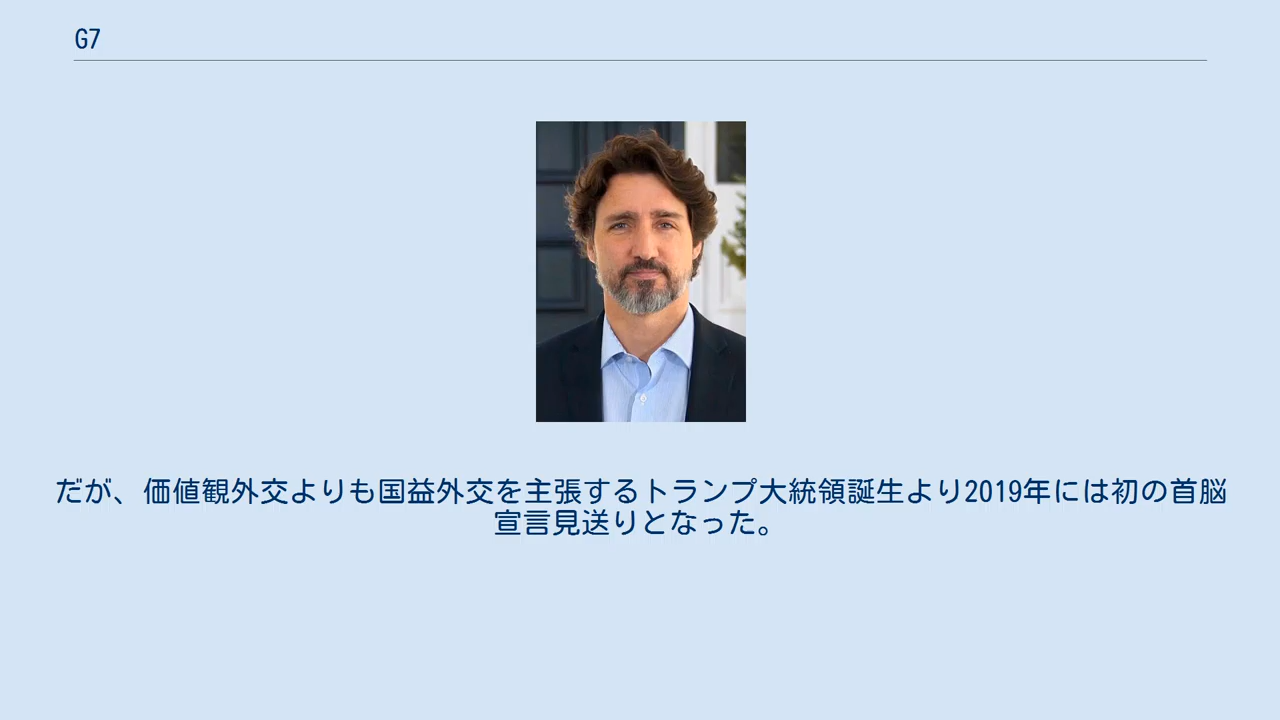 G7
だが、価値観外交よりも国益外交を主張するトランプ大統領誕生より2019年には初の首脳
宣言見送りとなった。